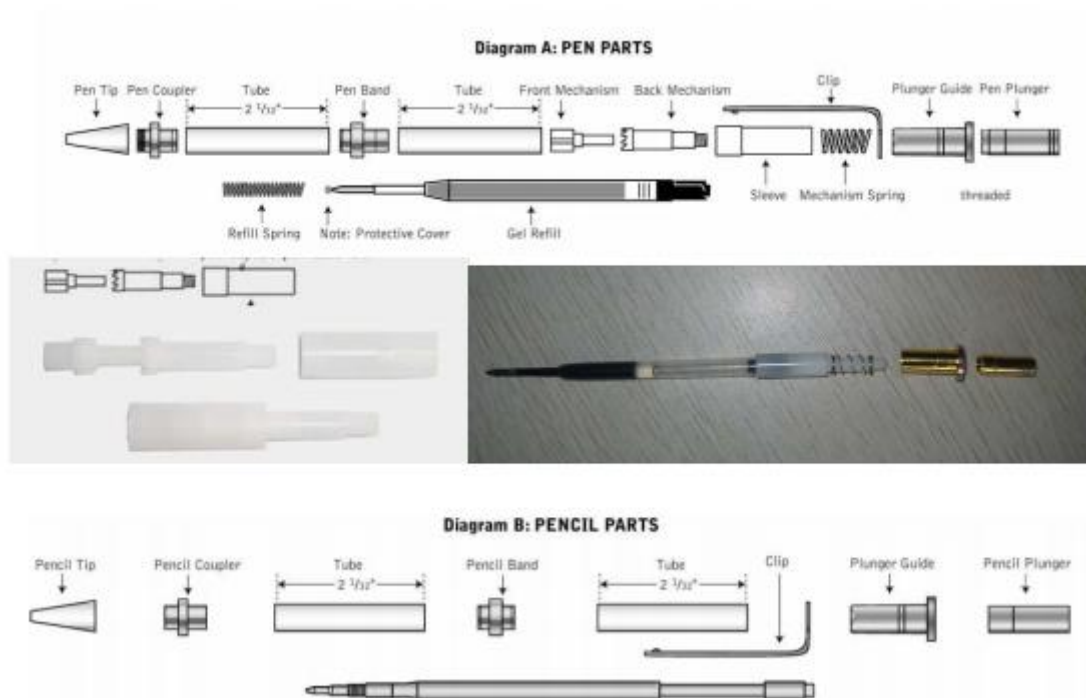 Diagram A: PEN PARTS
Clip
Pen Tip Pen Coupler Tube Pen Band Tube Front Mechanism Back Mechanism Plunger Guide Pen Plunger
2 1/32" 2 1/32"
Sleeve Mechanism Spring threaded
Refill Spring Note: Protective Cover Gel Refill
Diagram B: PENCIL PARTS
Pencil Tip Pencil Coupler Tube Pencil Band Tube Clip Plunger Guide Pencil Plunger
2 1/32" 2 1/32"